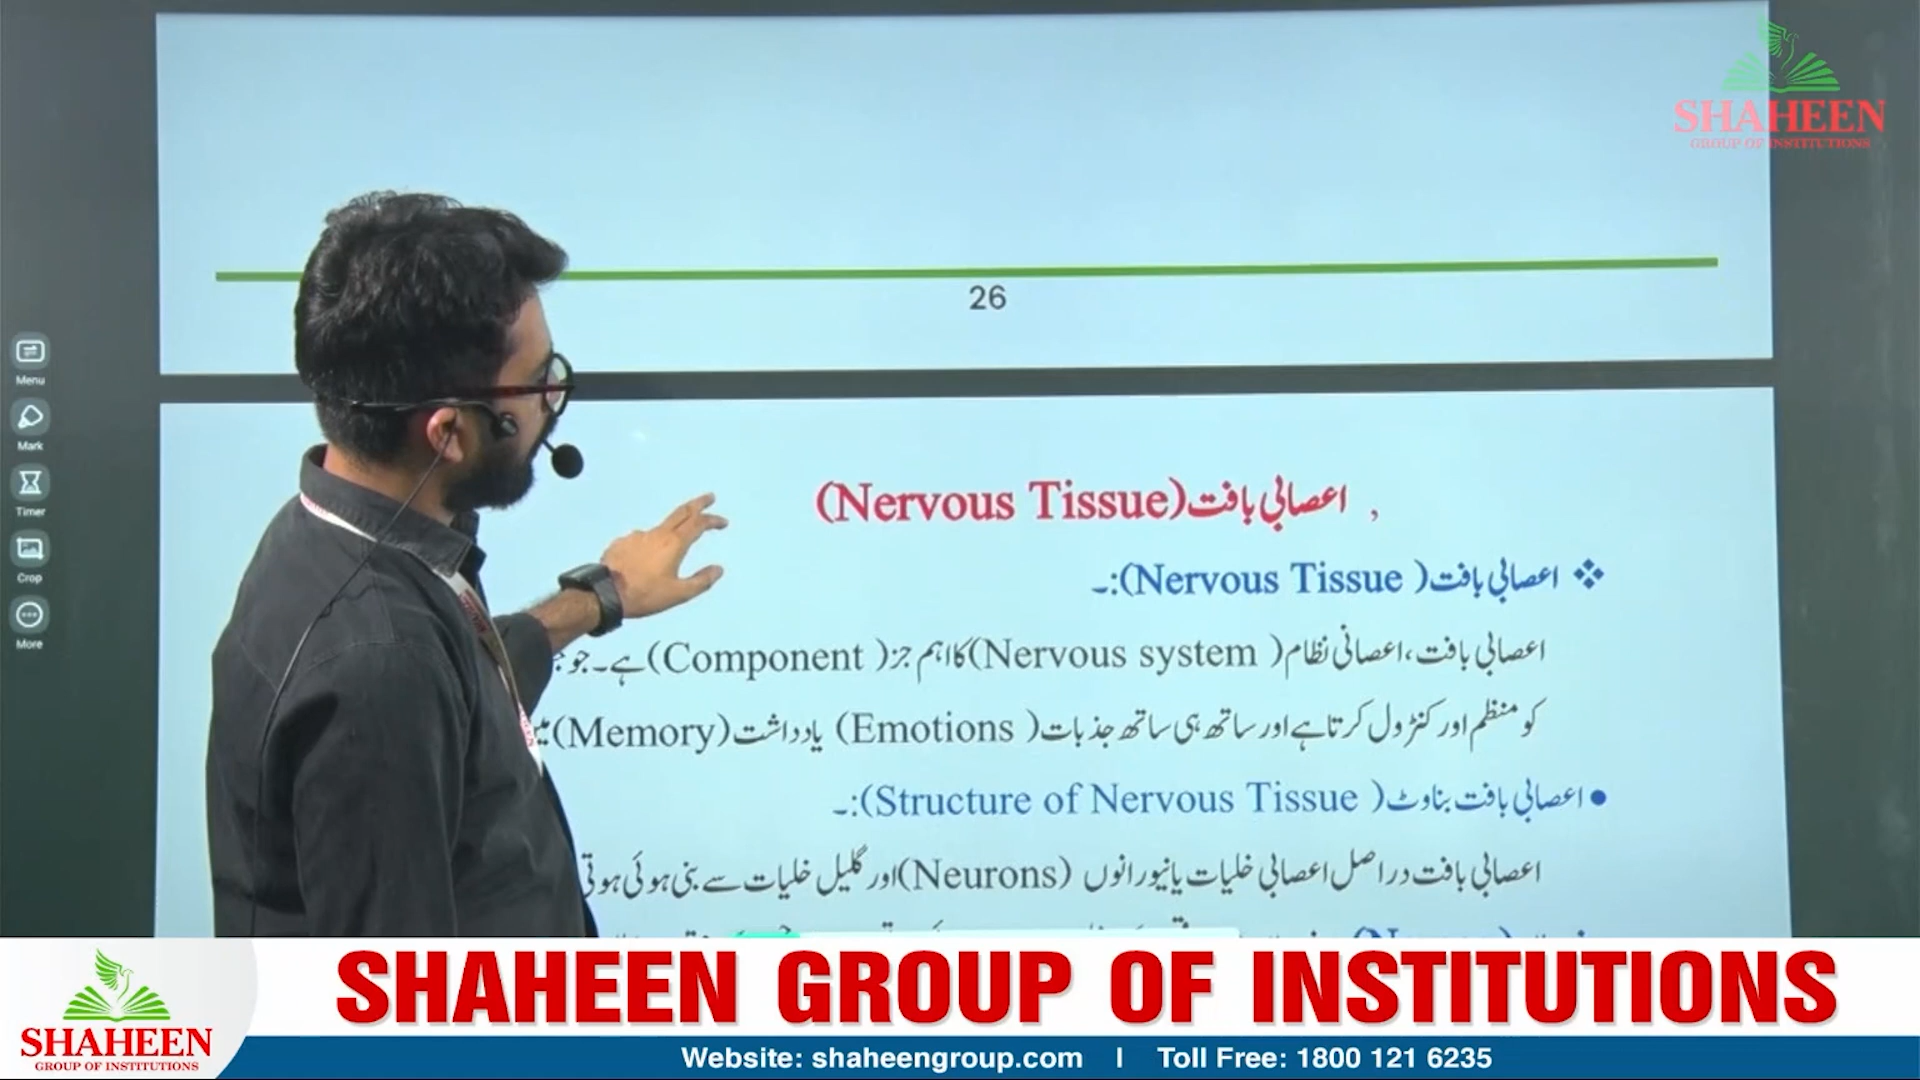 SHAHEEN
GROUP OF INSTITUTIONS
26
Menu
Mark
Timer
Crop
More
, اعصابی بافت(Nervous Tissue)
❖ اعصابی بافت( Nervous Tissue):۔
اعصابی بافت،اعصانی نظام( Nervous system)کا اہم جز( Component)ہے۔جو
کو منظم اور کنٹرول کرتا ہے اور ساتھ ہی ساتھ جذبات( Emotions) یادداشت(Memory)
● اعصابی بافت بناوٹ( Structure of Nervous Tissue):۔
اعصابی بافت دراصل اعصابی خلیات یا نیورانوں (Neurons)اور گلیل خلیات سے بنی ہوئی ہوتی
SHAHEEN GROUP OF INSTITUTIONS
SHAHEEN
GROUP OF INSTITUTIONS
Website: shaheengroup.com | Toll Free: 1800 121 6235